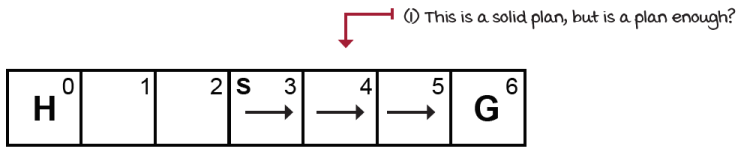 (1) This is a solid plan, but is a plan enough?
H 0 1 2 S 3 4 5 G 6